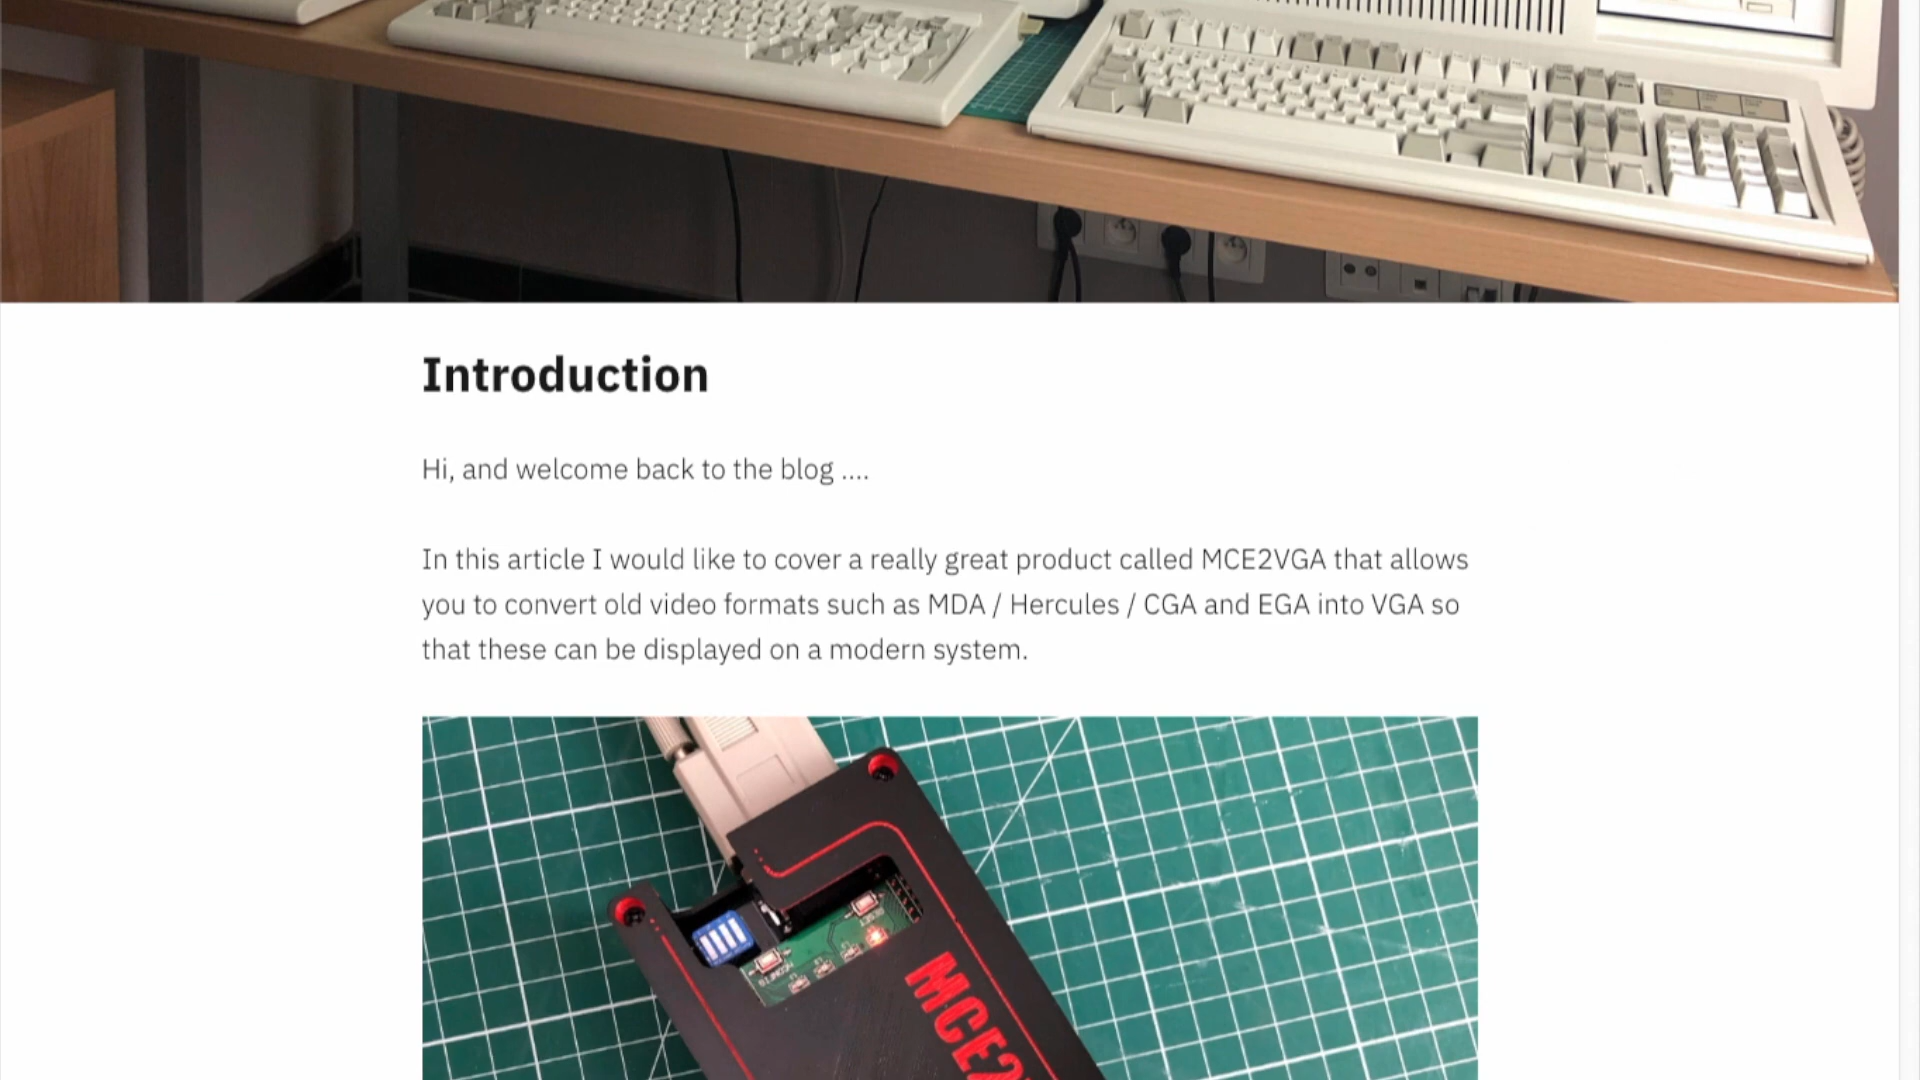 Introduction
Hi, and welcome back to the blog ....
In this article I would like to cover a really great product called MCE2VGA that allows
you to convert old video formats such as MDA / Hercules / CGA and EGA into VGA so
that these can be displayed on a modern system.
RESET
MCE2